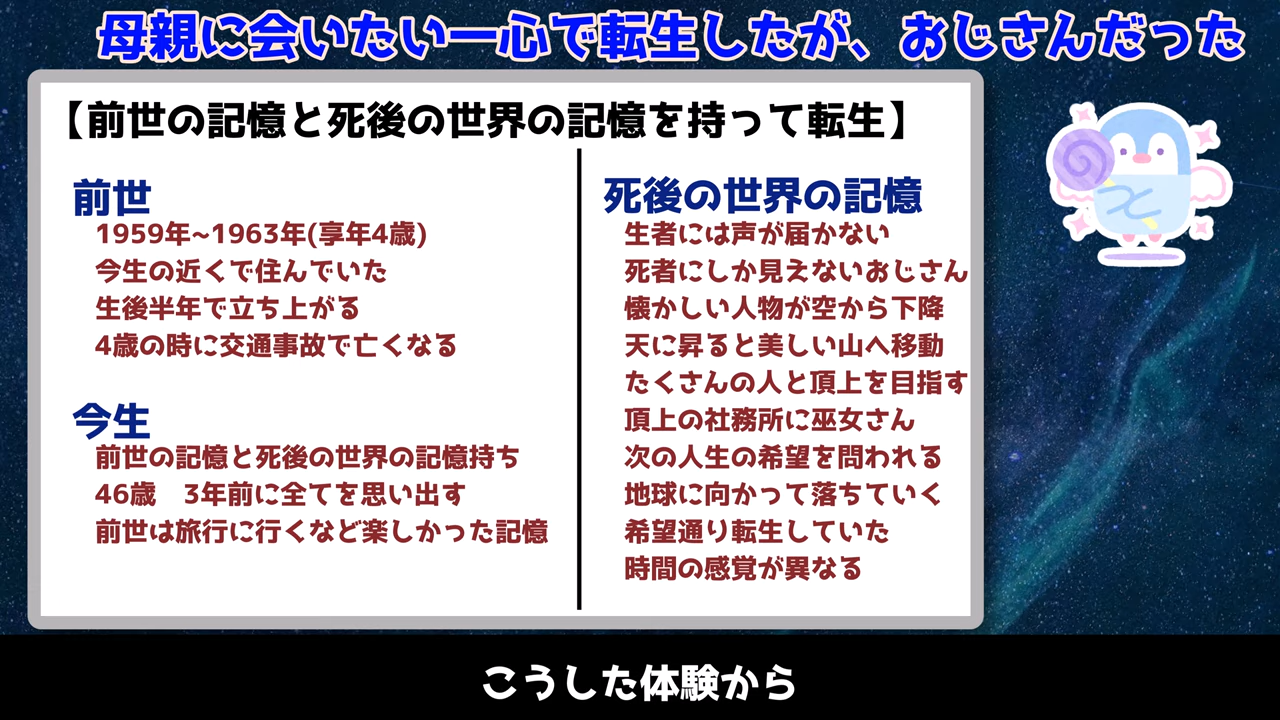 母親に会いたい一心で転生したが、おじさんだった
【前世の記憶と死後の世界の記憶を持って転生】
前世
1959年~1963年(享年4歳)
今生の近くで住んでいた
生後半年で立ち上がる
4歳の時に交通事故で亡くなる
今生
前世の記憶と死後の世界の記憶持ち
46歳　3年前に全てを思い出す
前世は旅行に行くなど楽しかった記憶
死後の世界の記憶
生者には声が届かない
死者にしか見えないおじさん
懐かしい人物が空から下降
天に昇ると美しい山へ移動
たくさんの人と頂上を目指す
頂上の社務所に巫女さん
次の人生の希望を問われる
地球に向かって落ちていく
希望通り転生していた
時間の感覚が異なる
こうした体験から